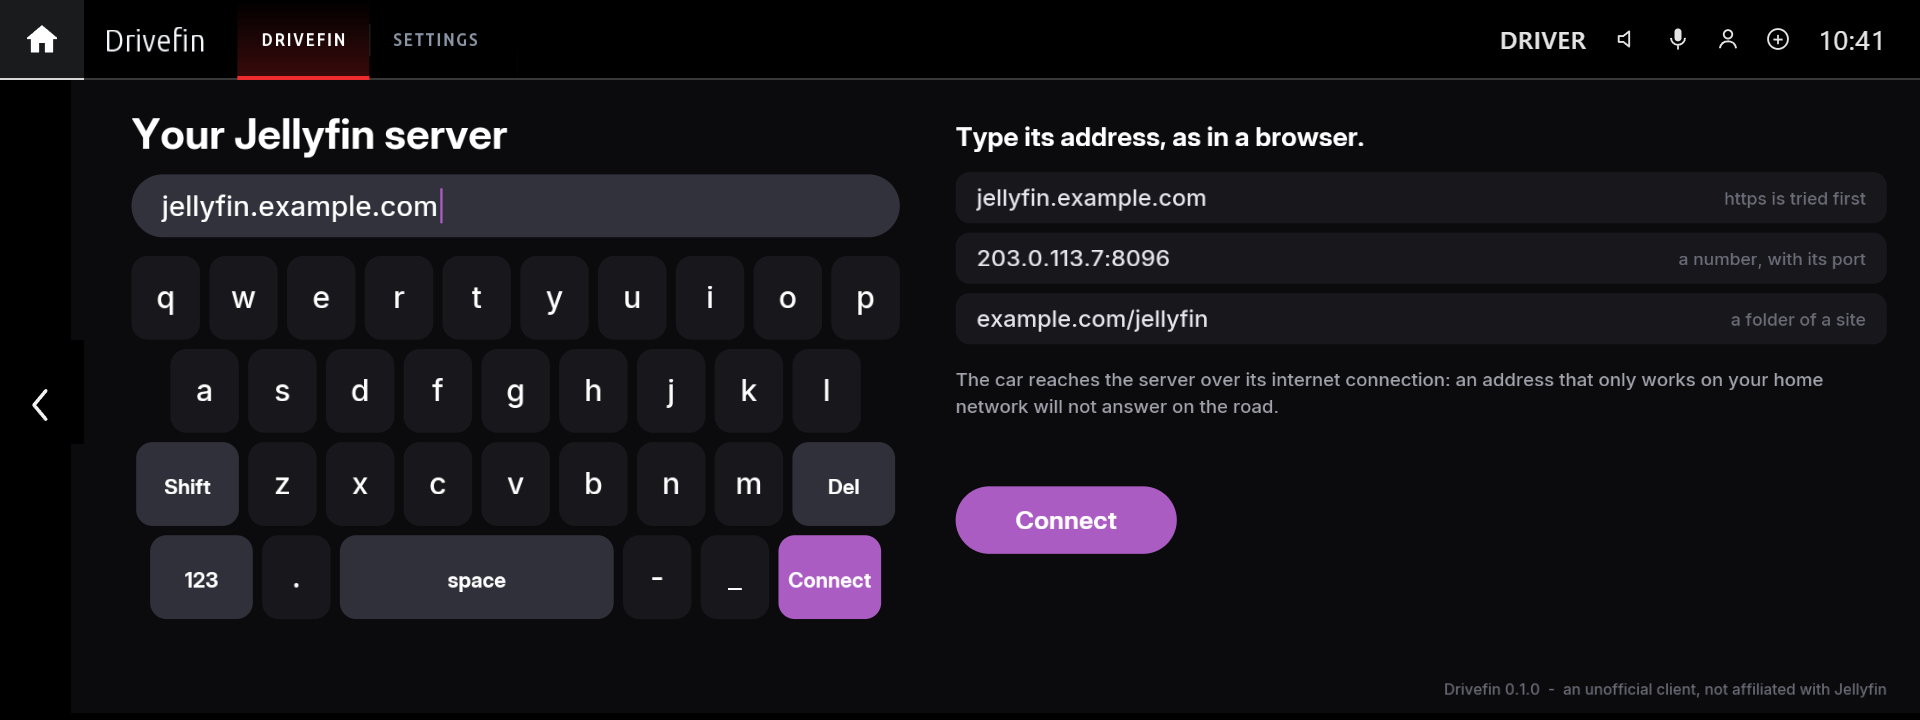 Drivefin
DRIVEFIN
SETTINGS
DRIVER
10:41
Your Jellyfin server
jellyfin.example.com
q w e r t y u i o p
a s d f g h j k l
Shift z x c v b n m Del
123 . space - _ Connect
Type its address, as in a browser.
jellyfin.example.com https is tried first
203.0.113.7:8096 a number, with its port
example.com/jellyfin a folder of a site
The car reaches the server over its internet connection: an address that only works on your home
network will not answer on the road.
Connect
Drivefin 0.1.0 - an unofficial client, not affiliated with Jellyfin